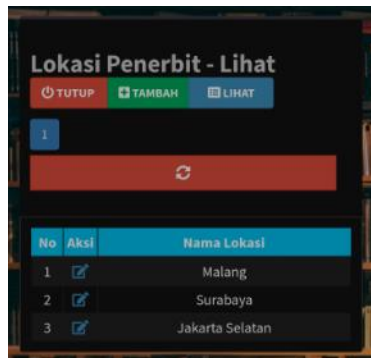 Lokasi Penerbit - Lihat
TUTUP TAMBAH LIHAT
1
No Aksi Nama Lokasi
1 Malang
2 Surabaya
3 Jakarta Selatan